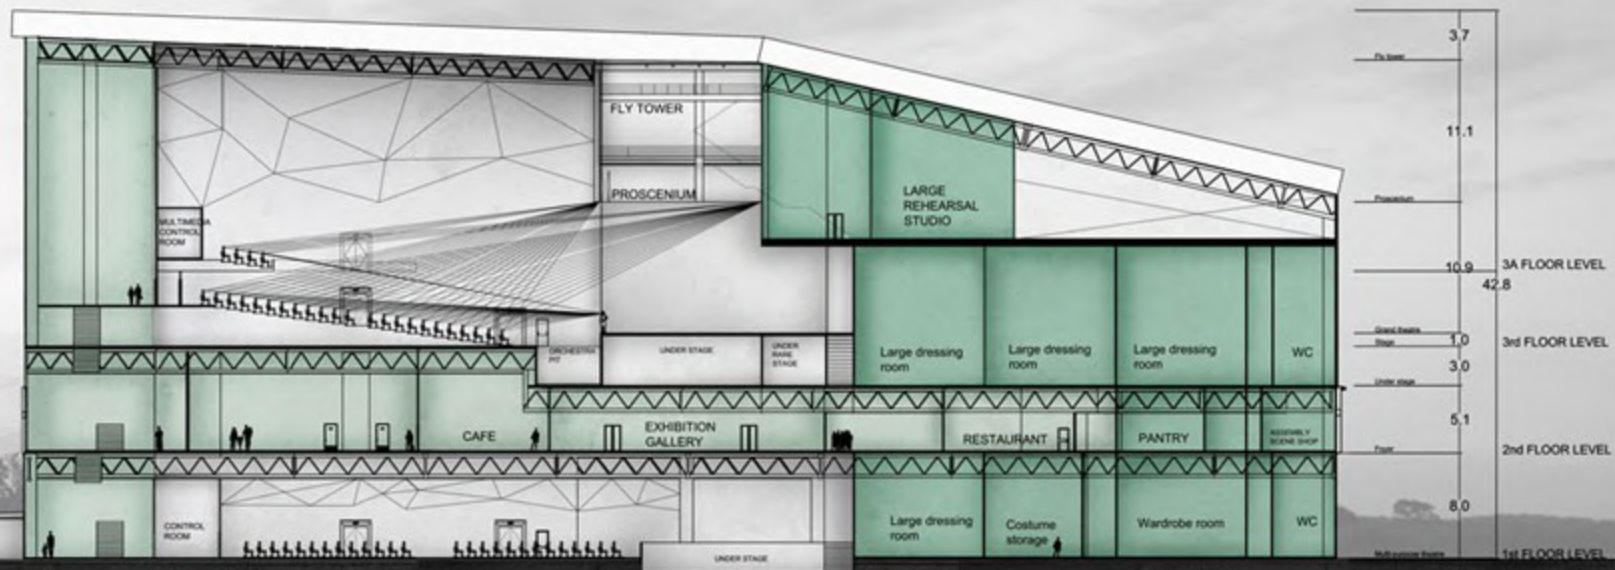 3.7
Fly tower
FLY TOWER
11.1
PROSCENIUM
LARGE
REHEARSAL
STUDIO
Proscenium
MULTIMEDIA
CONTROL
ROOM
10.9
3A FLOOR LEVEL
42.8
Grand theatre
Stage
1.0
3rd FLOOR LEVEL
ORCHESTRA
PIT
UNDER STAGE
UNDER
RARE
STAGE
Large dressing
room
Large dressing
room
Large dressing
room
WC
3.0
Under stage
CAFE
EXHIBITION
GALLERY
RESTAURANT
PANTRY
ASSEMBLY
SCENE SHOP
5.1
Foyer
2nd FLOOR LEVEL
CONTROL
ROOM
Large dressing
room
Costume
storage
Wardrobe room
WC
8.0
UNDER STAGE
Multi-purpose theatre
1st FLOOR LEVEL